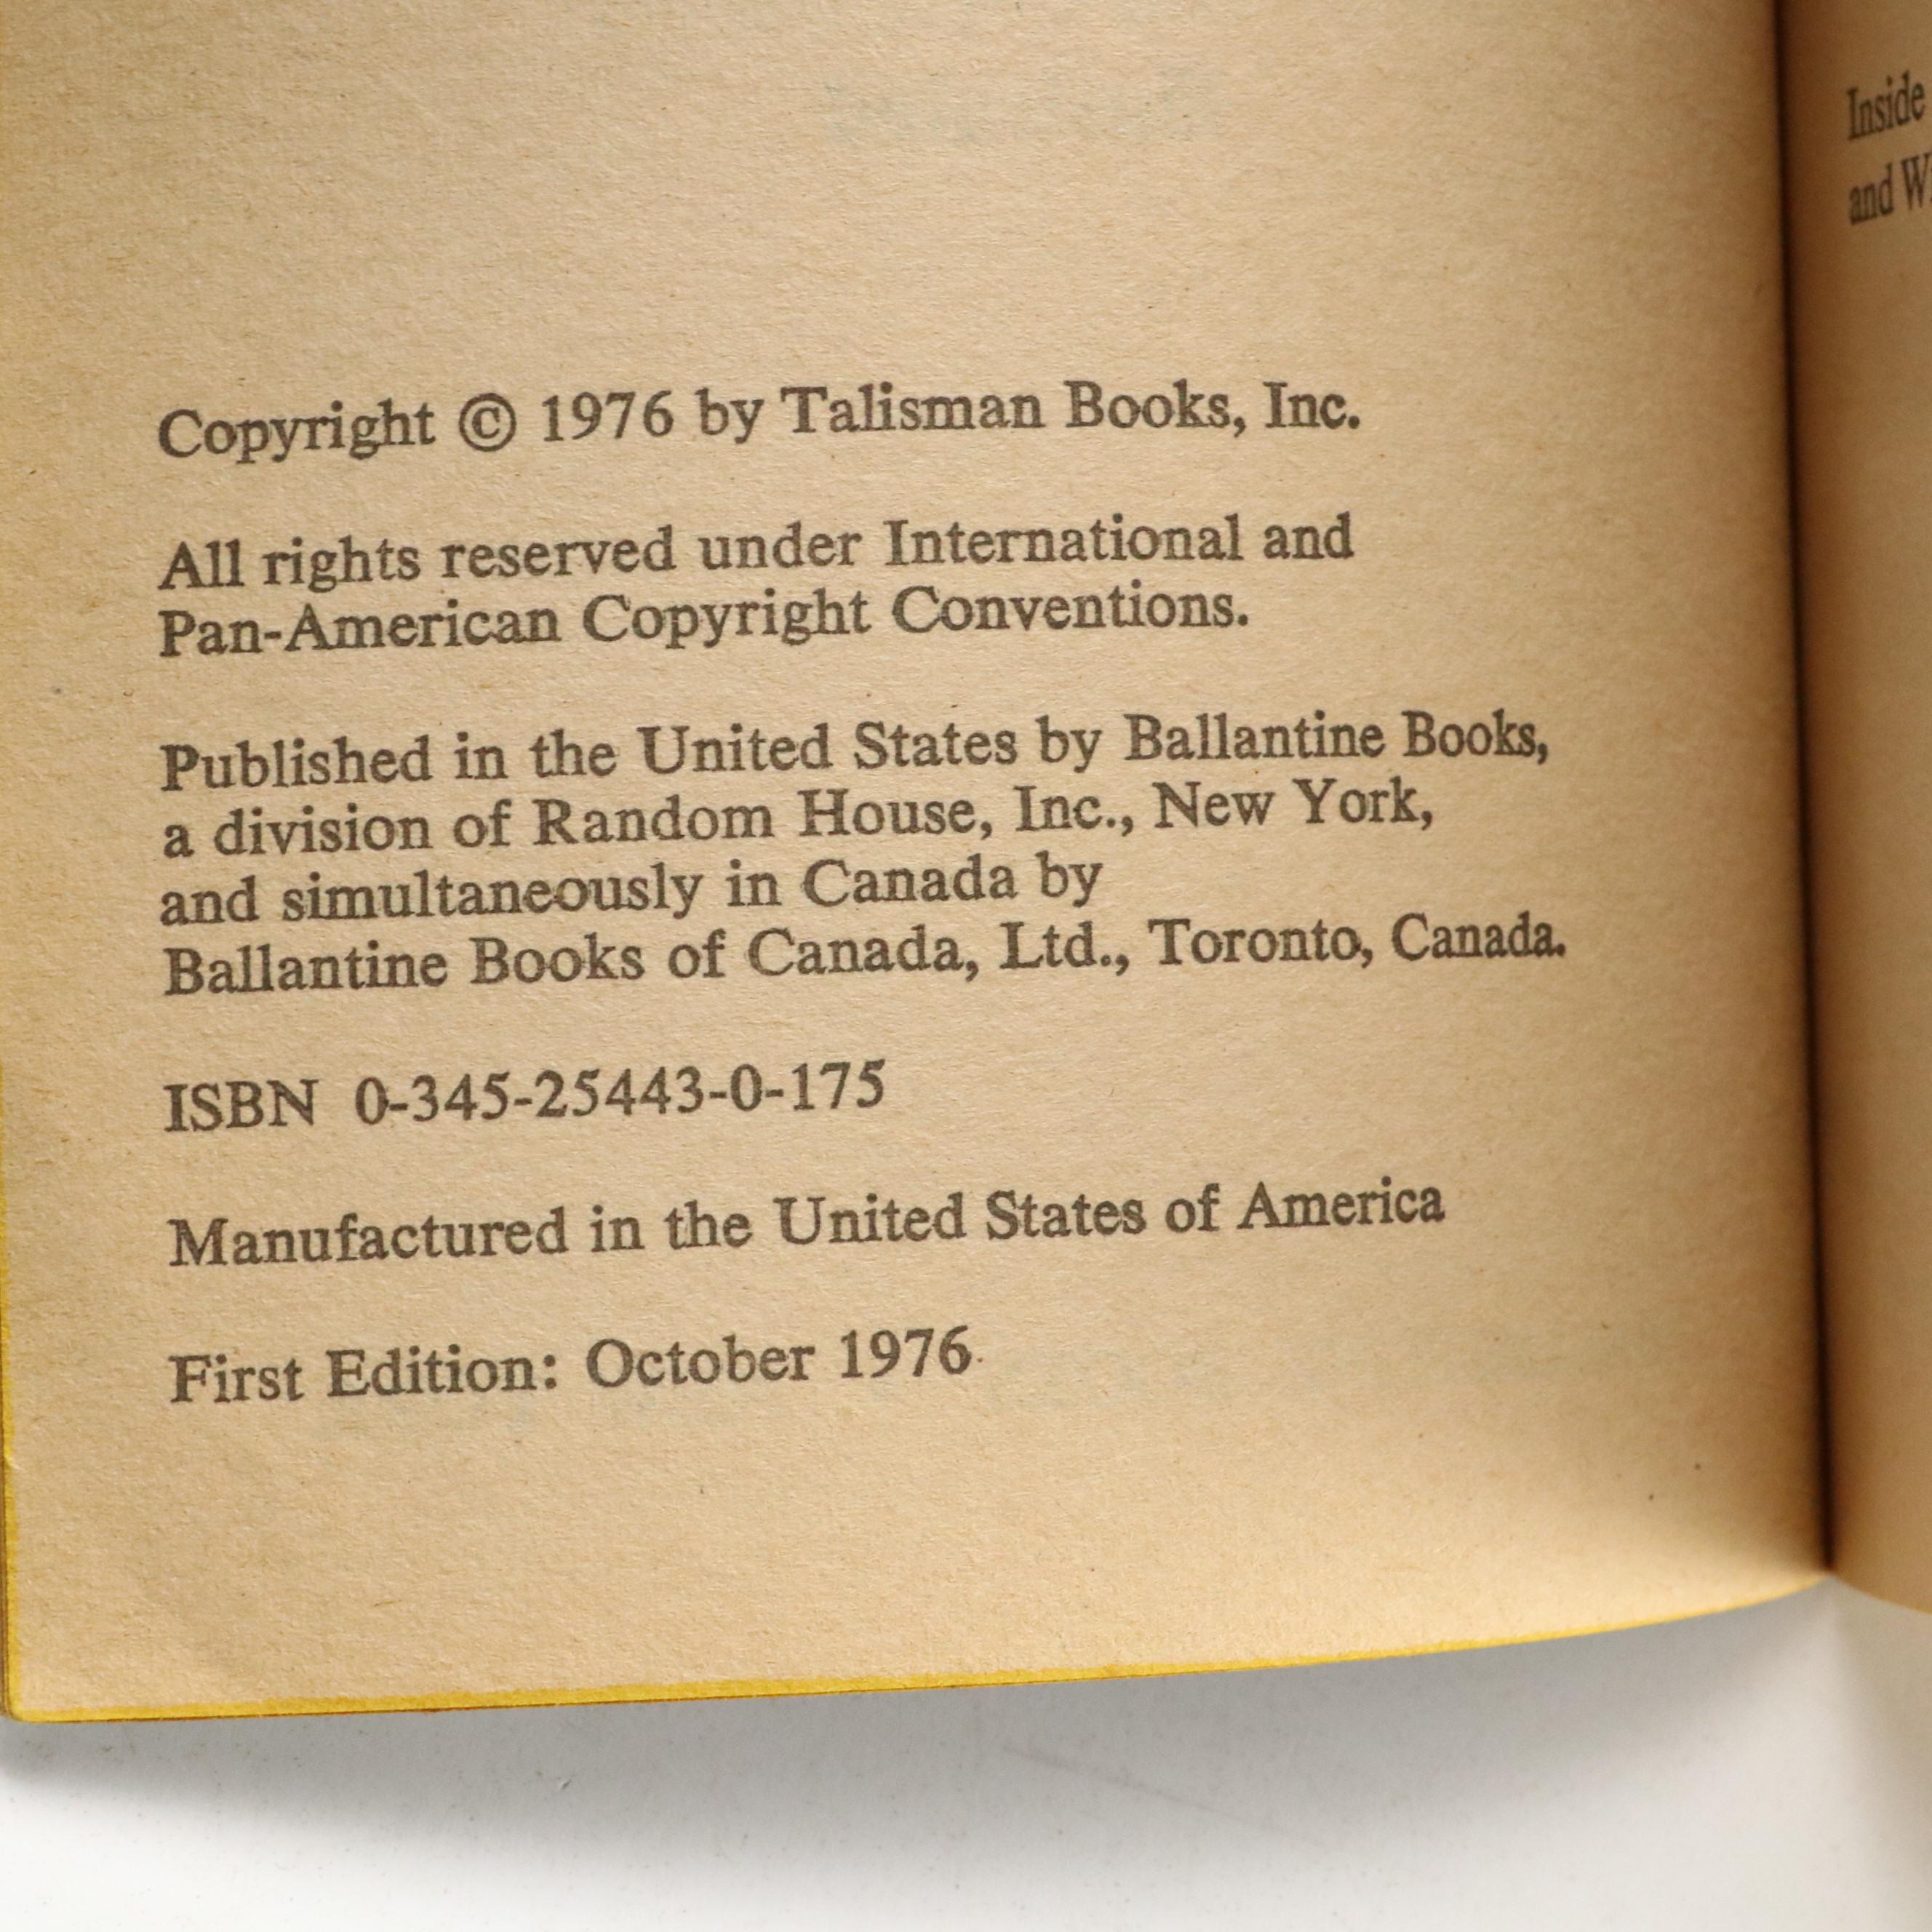 Copyright © 1976 by Talisman Books, Inc.
All rights reserved under International and
Pan-American Copyright Conventions.
Published in the United States by Ballantine Books,
a division of Random House, Inc., New York,
and simultaneously in Canada by
Ballantine Books of Canada, Ltd., Toronto, Canada.
ISBN 0-345-25443-0-175
Manufactured in the United States of America
First Edition: October 1976
Inside
and